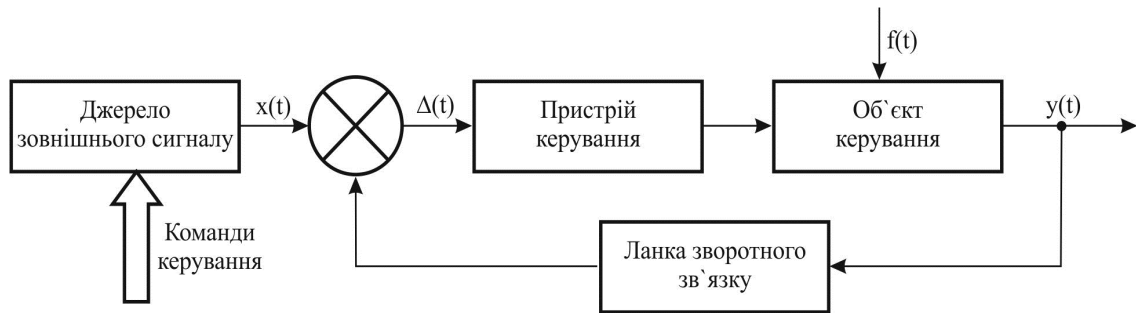 f(t)
Джерело
зовнішнього сигналу
x(t)
Δ(t)
Пристрій
керування
Об`єкт
керування
y(t)
Команди
керування
Ланка зворотного
зв`язку